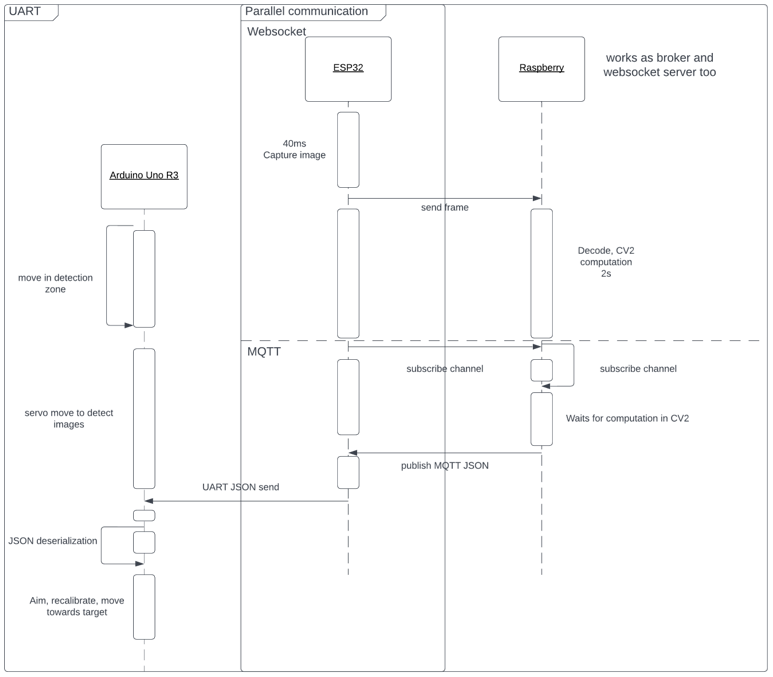 UART
Parallel communication
Websocket
ESP32
Raspberry
works as broker and
websocket server too
40ms
Capture image
Arduino Uno R3
send frame
Decode, CV2
computation
2s
move in detection
zone
MQTT
subscribe channel
subscribe channel
servo move to detect
images
Waits for computation in CV2
publish MQTT JSON
UART JSON send
JSON deserialization
Aim, recalibrate, move
towards target